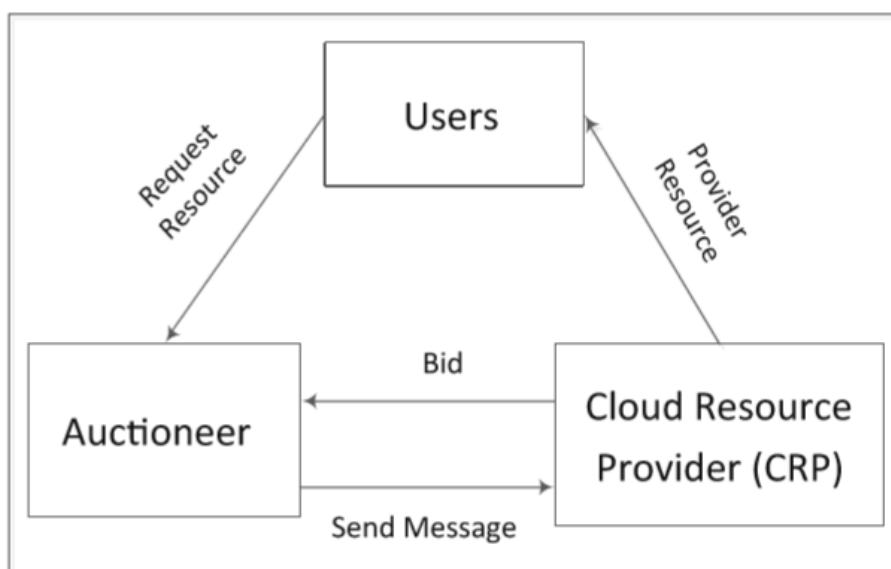 Users
Request
Resource
Provider
Resource
Bid
Auctioneer
Cloud Resource
Provider (CRP)
Send Message